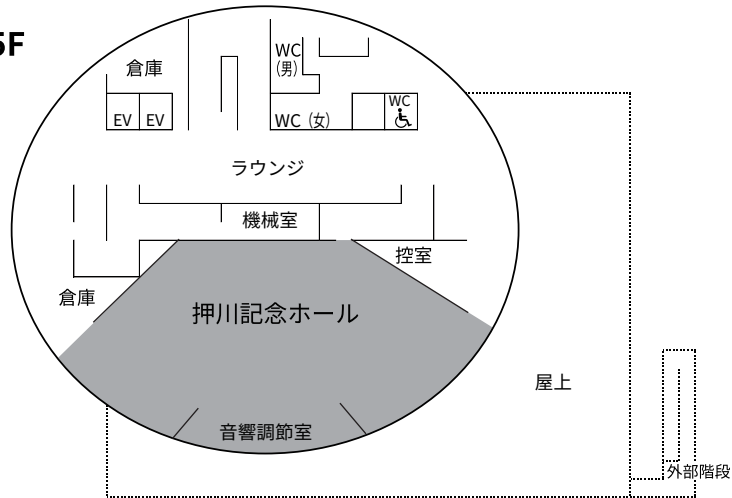 5F
WC
(男)
倉庫
WC
EV
EV
WC (女)
ラウンジ
機械室
控室
倉庫
押川記念ホール
屋上
音響調節室
外部階段